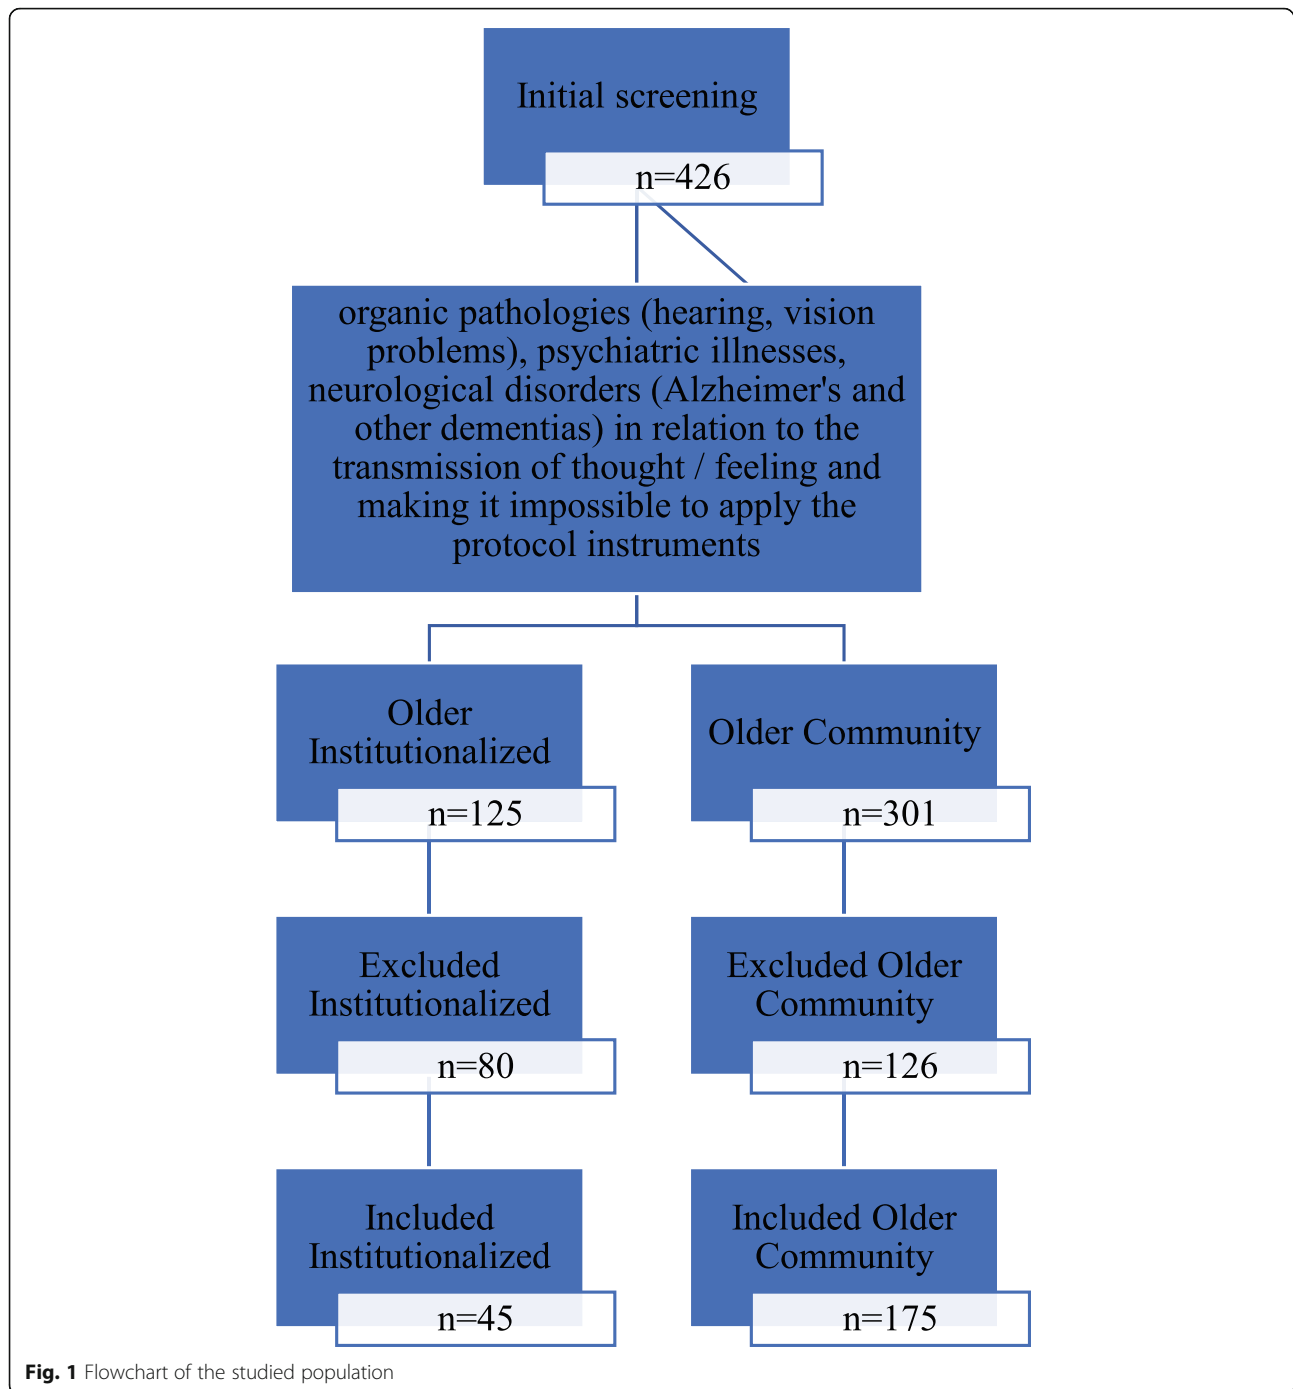 Initial screening
n=426
organic pathologies (hearing, vision
problems), psychiatric illnesses,
neurological disorders (Alzheimer's and
other dementias) in relation to the
transmission of thought / feeling and
making it impossible to apply the
protocol instruments
Older
Institutionalized
n=125
Older Community
n=301
Excluded
Institutionalized
n=80
Excluded Older
Community
n=126
Included
Institutionalized
n=45
Included Older
Community
n=175
Fig. 1 Flowchart of the studied population